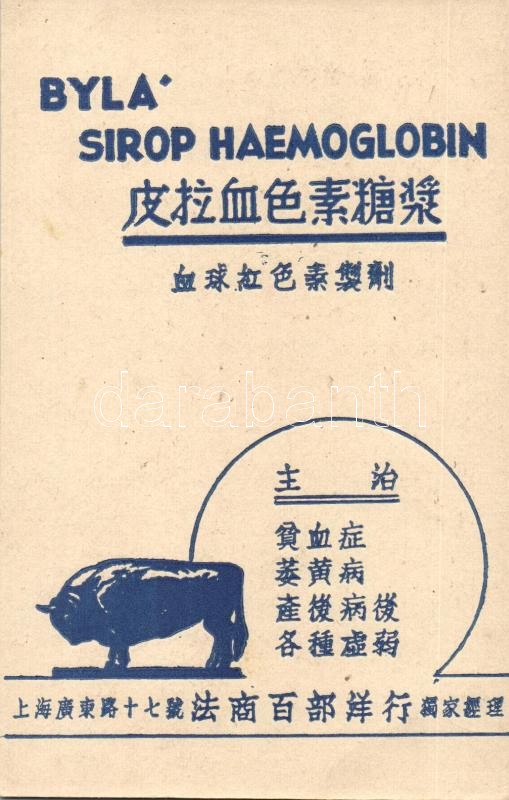 BYLA'
SIROP HAEMOGLOBIN
皮拉血色素糖漿
血球红色素製劑
darabanth
主治
貧血症
萎黄病
產後病後
各種虛弱
上海廣東路十七號 法商百部洋行 獨家經理